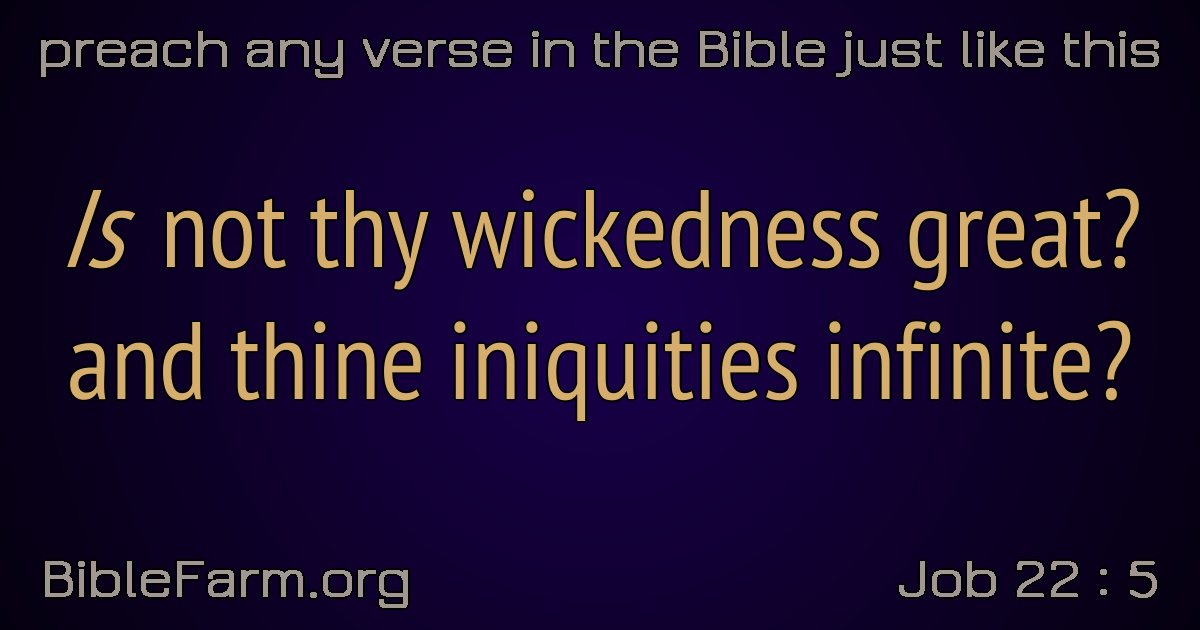 preach any verse in the Bible just like this
Is not thy wickedness great?
and thine iniquities infinite?
BibleFarm.org
Job 22 : 5